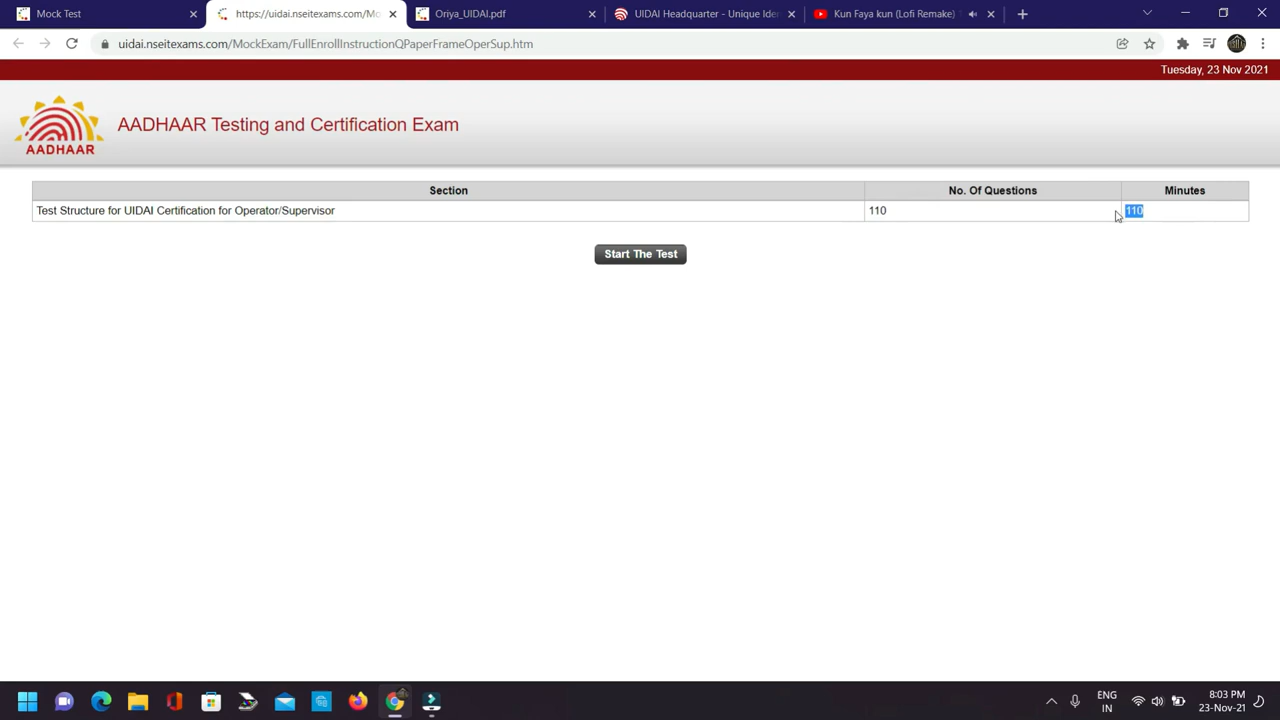 Mock Test
https://uidai.nseitexams.com/Mo
Oriya_UIDAI.pdf
UIDAI Headquarter - Unique Iden
Kun Faya kun (Lofi Remake)
uidai.nseitexams.com/MockExam/FullEnrollInstructionQPaperFrameOperSup.htm
Tuesday, 23 Nov 2021
AADHAAR
AADHAAR Testing and Certification Exam
Section No. Of Questions Minutes
Test Structure for UIDAI Certification for Operator/Supervisor 110 110
Start The Test
ENG
IN
8:03 PM
23-Nov-21